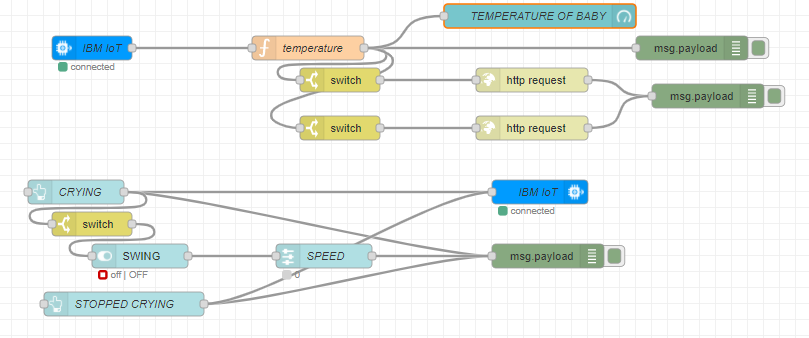 TEMPERATURE OF BABY
IBM IoT
temperature
msg.payload
connected
switch
http request
msg.payload
switch
http request
CRYING
IBM IoT
connected
switch
SWING
SPEED
msg.payload
off | OFF
0
STOPPED CRYING